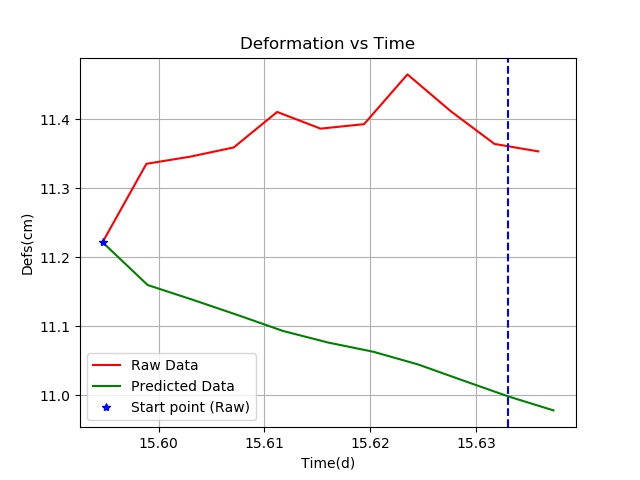 Deformation vs Time
Defs(cm)
11.4
11.3
11.2
11.1
11.0
Raw Data
Predicted Data
Start point (Raw)
15.60
15.61
15.62
15.63
Time(d)